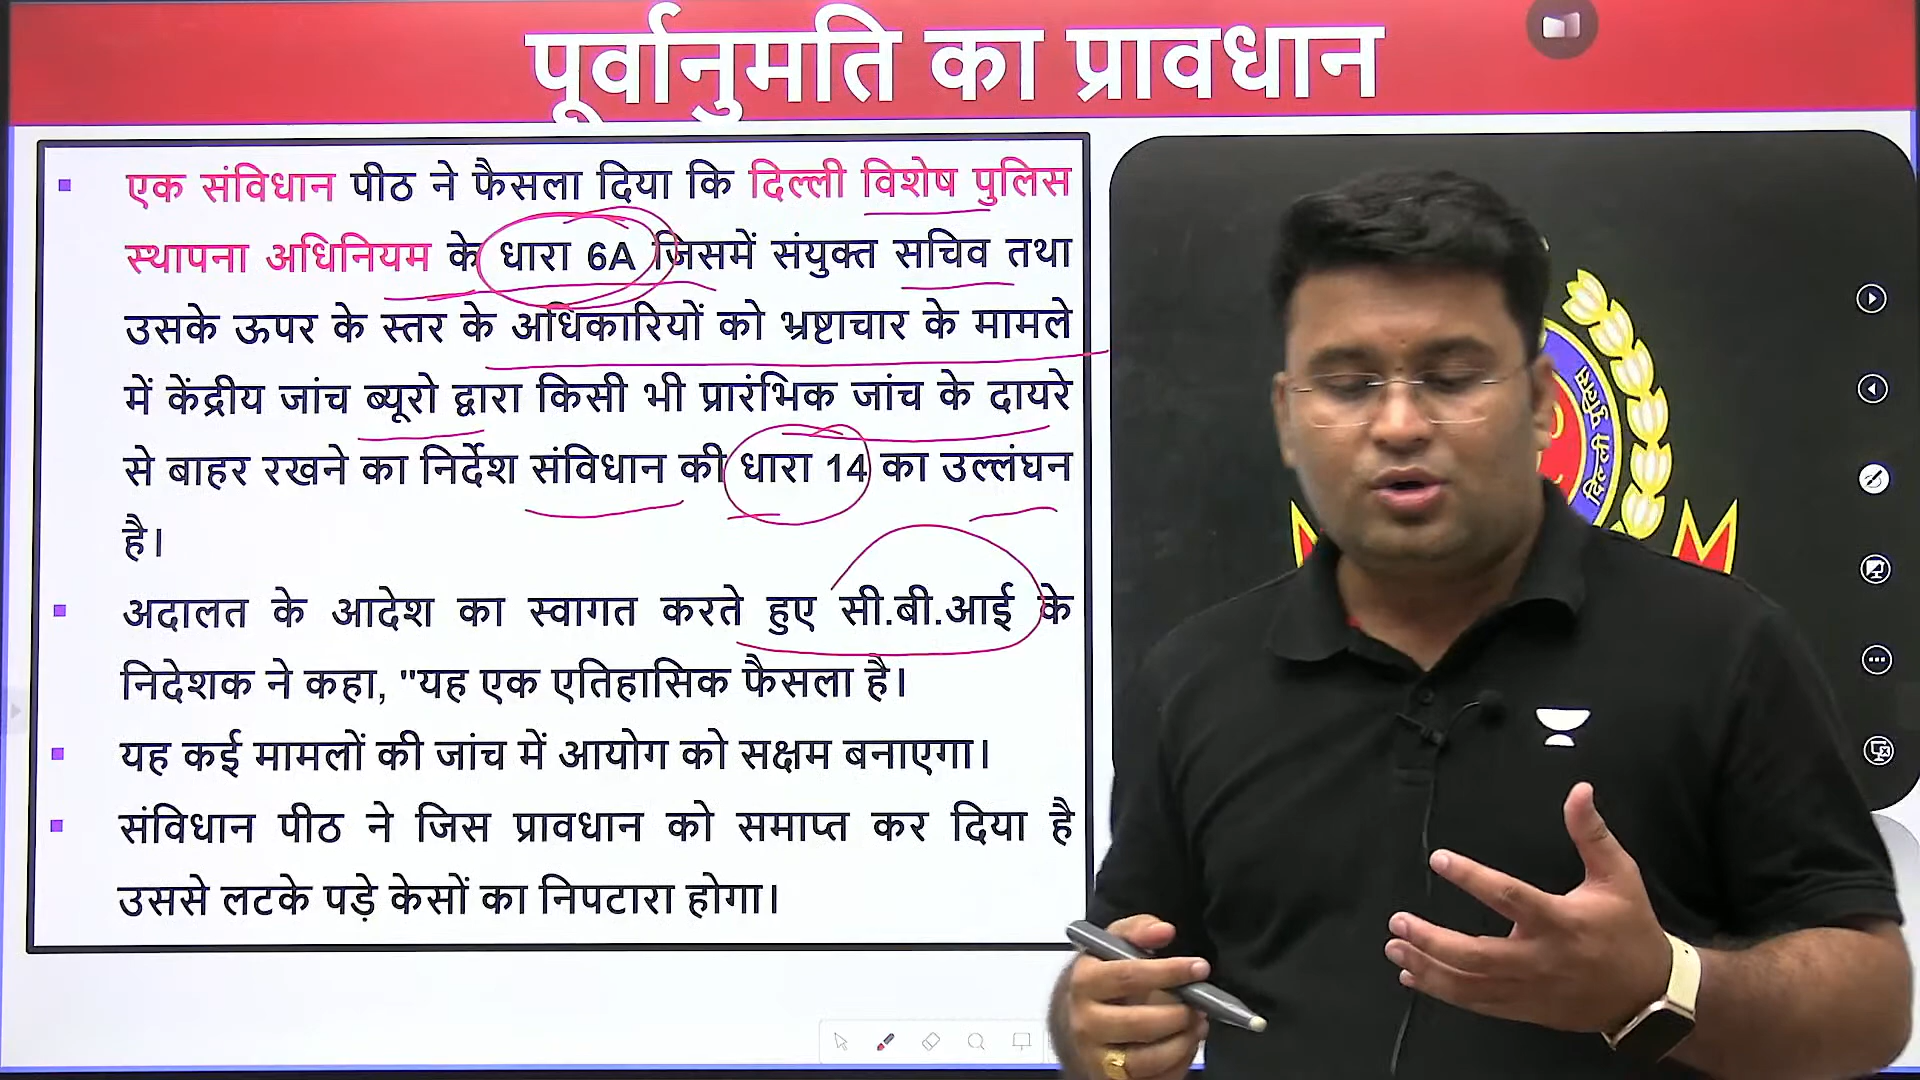 पूर्वानुमति का प्रावधान
▪ एक संविधान पीठ ने फैसला दिया कि दिल्ली विशेष पुलिस
स्थापना अधिनियम के धारा 6A जिसमें संयुक्त सचिव तथा
उसके ऊपर के स्तर के अधिकारियों को भ्रष्टाचार के मामले
में केंद्रीय जांच ब्यूरो द्वारा किसी भी प्रारंभिक जांच के दायरे
से बाहर रखने का निर्देश संविधान की धारा 14 का उल्लंघन
है।
▪ अदालत के आदेश का स्वागत करते हुए सी.बी.आई के
निदेशक ने कहा, "यह एक एतिहासिक फैसला है।
▪ यह कई मामलों की जांच में आयोग को सक्षम बनाएगा।
▪ संविधान पीठ ने जिस प्रावधान को समाप्त कर दिया है
उससे लटके पड़े केसों का निपटारा होगा।
दिल्ली पुलिस